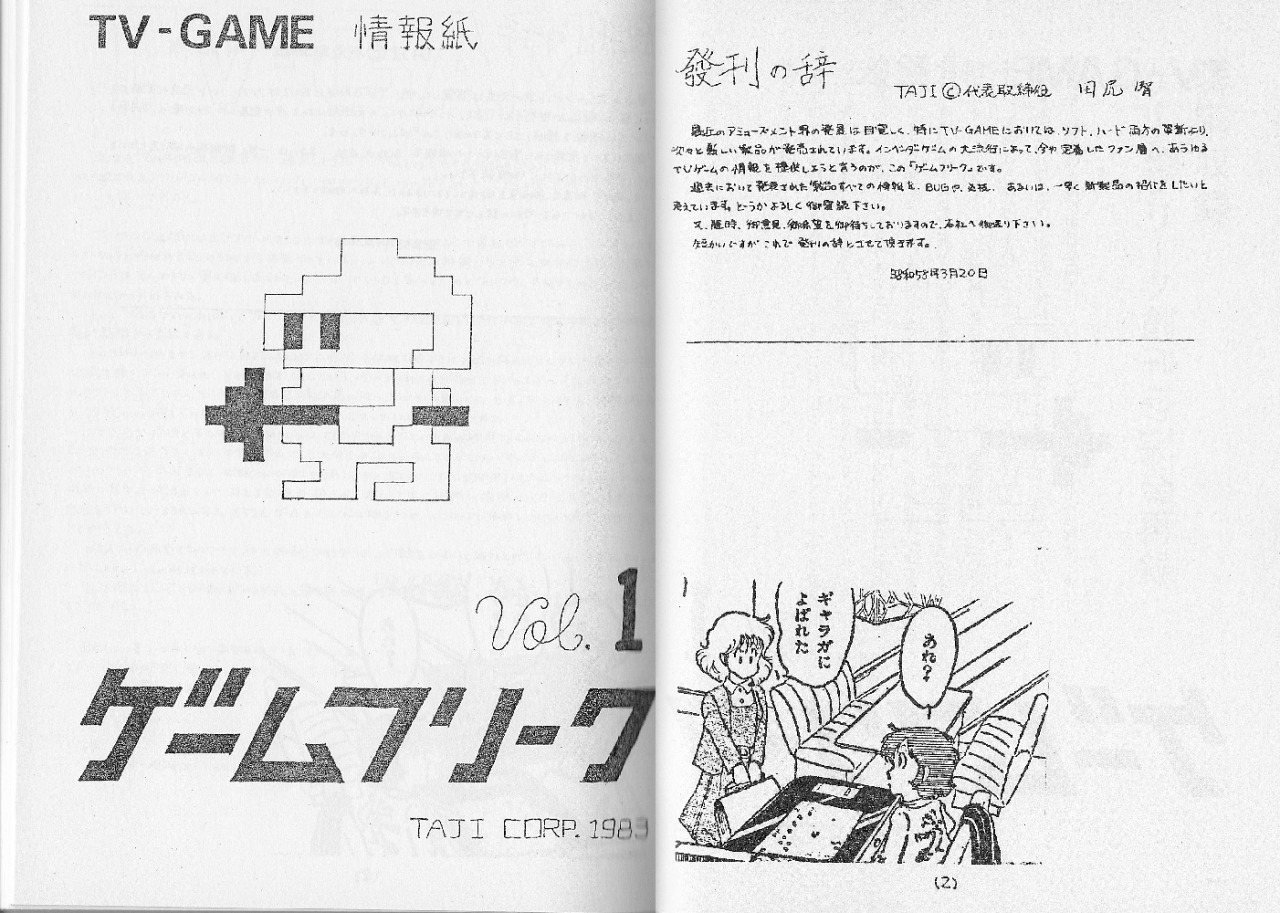 TV-GAME 情報紙
Vol. 1
ゲームフリーク
TAJI CORP. 1983
發刊の辞
TAJI © 代表取締役 田尻 智
最近のアミューズメント界の発展は目覚しく、特にTV-GAMEにおいては、ソフト、ハード両方の革新より、
次々と新しい製品が発売されています。インベンダーゲームの大流行によって、今や定着したファン層へ、あらゆる
TVゲームの情報を提供しようと言うのが、この「ゲームフリーク」です。
過去において発表された製品すべての情報を、BUGや、裏技、あるいは、一早く新製品の紹介をしたいと
考えています。どうかよろしく御愛読下さい。
又、随時、御意見、御希望を御待ちしておりますので、本社へ御送り下さい。
短かいですがこれで発刊の辞とさせて頂きます。
昭和58年3月20日
ギャラガに
よばれた
あれ?
(2)